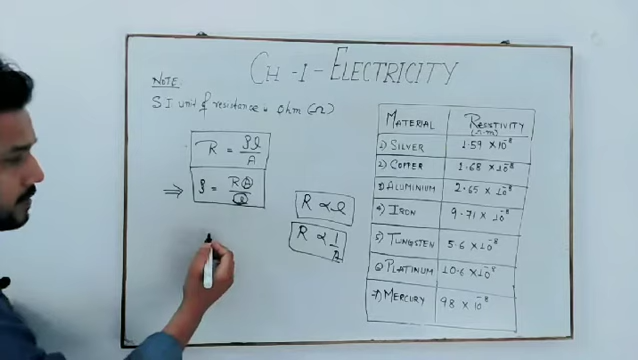 CH - I - ELECTRICITY
NOTE
SI unit of resistance = Ohm (Ω)
R = ρl/A
⇒ ρ = RA/l
R ∝ l
R ∝ 1/A
MATERIAL RESISTIVITY (Ω.m)
1) SILVER 1.59 × 10⁻⁸
2) COPPER 1.68 × 10⁻⁸
3) ALUMINIUM 2.65 × 10⁻⁸
4) IRON 9.71 × 10⁻⁸
5) TUNGSTEN 5.6 × 10⁻⁸
6) PLATINUM 10.6 × 10⁻⁸
7) MERCURY 98 × 10⁻⁸